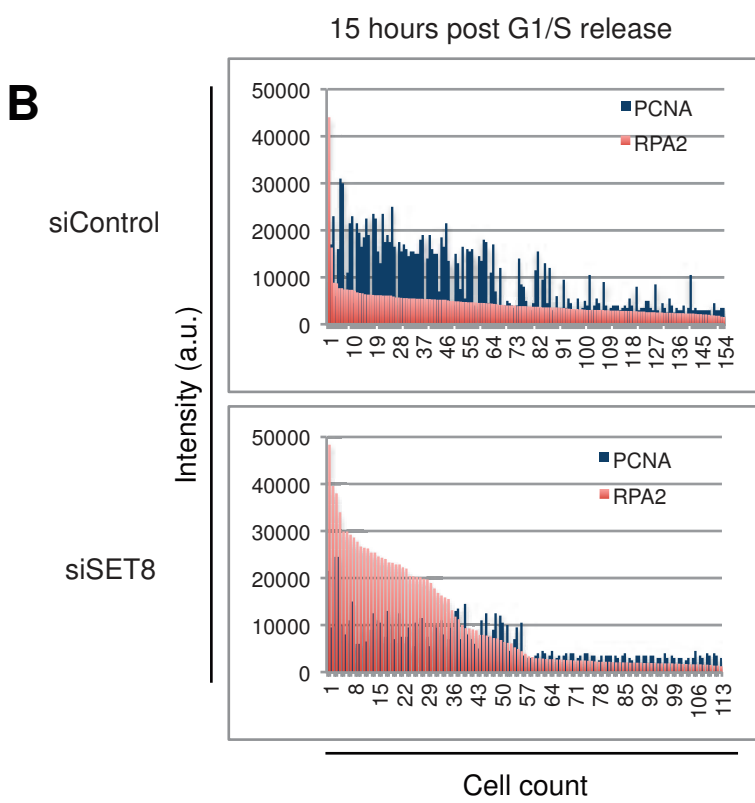 15 hours post G1/S release
B
siControl
50000
40000
30000
20000
10000
0
PCNA
RPA2
1 10 19 28 37 46 55 64 73 82 91 100 109 118 127 136 145 154
Intensity (a.u.)
siSET8
50000
40000
30000
20000
10000
0
PCNA
RPA2
1 8 15 22 29 36 43 50 57 64 71 78 85 92 99 106 113
Cell count